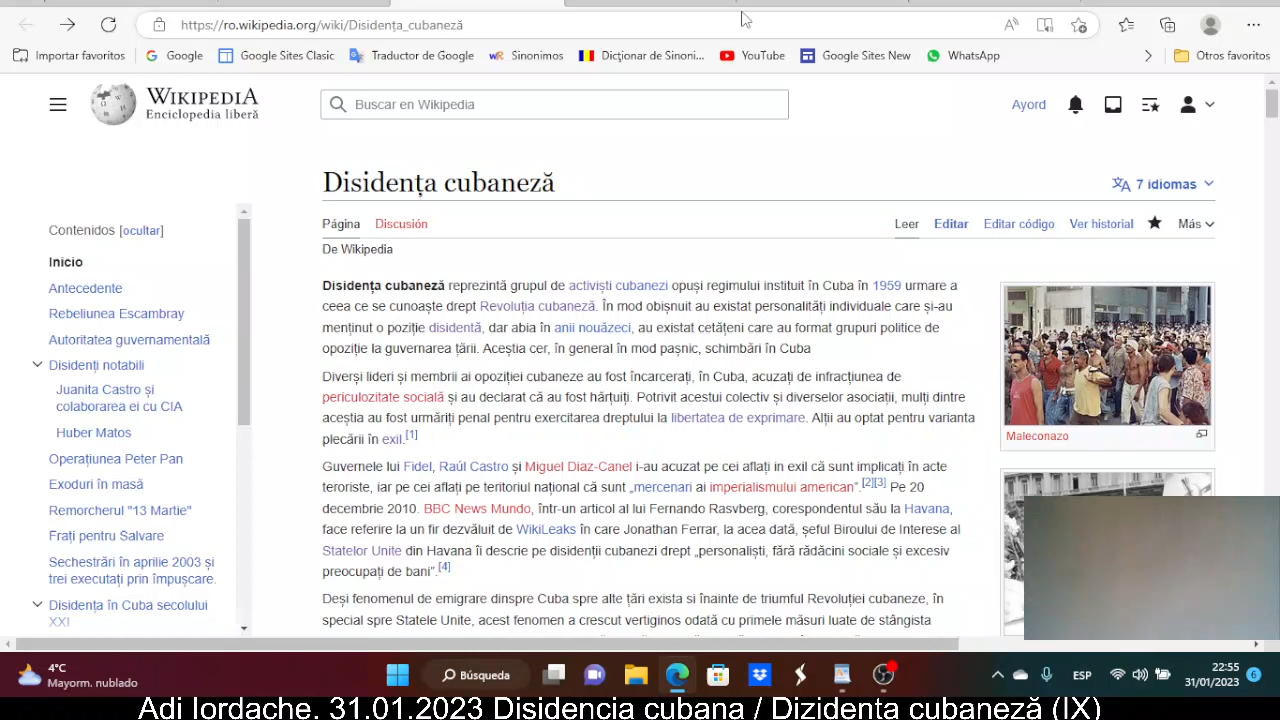 https://ro.wikipedia.org/wiki/Disidența_cubaneză
Importar favoritos
Google
Google Sites Clasic
Traductor de Google
Sinonimos
Dicționar de Sinoni...
YouTube
Google Sites New
WhatsApp
Otros favoritos
WIKIPEDIA
Enciclopedia liberă
Buscar en Wikipedia
Ayord
Disidența cubaneză
7 idiomas
Página Discusión
Leer Editar Editar código Ver historial Más
De Wikipedia
Contenidos [ocultar]
Inicio
Antecedente
Rebeliunea Escambray
Autoritatea guvernamentală
Disidenți notabili
Juanita Castro și
colaborarea ei cu CIA
Huber Matos
Operațiunea Peter Pan
Exoduri în masă
Remorcherul "13 Martie"
Frați pentru Salvare
Sechestrări în aprilie 2003 și
trei executați prin împușcare.
Disidența în Cuba secolului
XXI
Disidența cubaneză reprezintă grupul de activiști cubanezi opuși regimului instituit în Cuba în 1959 urmare a
ceea ce se cunoaște drept Revoluția cubaneză. În mod obișnuit au existat personalități individuale care și-au
menținut o poziție disidentă, dar abia în anii nouăzeci, au existat cetățeni care au format grupuri politice de
opoziție la guvernarea țării. Aceștia cer, în general în mod pașnic, schimbări în Cuba
Diverși lideri și membrii ai opoziției cubaneze au fost încarcerați, în Cuba, acuzați de infracțiunea de
periculozitate socială și au declarat că au fost hărțuiți. Potrivit acestui colectiv și diverselor asociații, mulți dintre
aceștia au fost urmăriți penal pentru exercitarea dreptului la libertatea de exprimare. Alții au optat pentru varianta
plecării în exil.[1]
Guvernele lui Fidel, Raúl Castro și Miguel Diaz-Canel i-au acuzat pe cei aflați in exil că sunt implicați în acte
teroriste, iar pe cei aflați pe teritoriul național că sunt „mercenari ai imperialismului american”.[2][3] Pe 20
decembrie 2010. BBC News Mundo, într-un articol al lui Fernando Rasvberg, corespondentul său la Havana,
face referire la un fir dezvăluit de WikiLeaks în care Jonathan Ferrar, la acea dată, șeful Biroului de Interese al
Statelor Unite din Havana îi descrie pe disidenții cubanezi drept „personaliști, fără rădăcini sociale și excesiv
preocupați de bani”.[4]
Deși fenomenul de emigrare dinspre Cuba spre alte țări exista si înainte de triumful Revoluției cubaneze, în
special spre Statele Unite, acest fenomen a crescut vertiginos odată cu primele măsuri luate de stângista
Maleconazo
4°C
Mayorm. nublado
Búsqueda
ESP
22:55
31/01/2023
6
Adi Iordache. 31.01.2023 Disidencia cubana / Dizidenta cubaneză (IX)